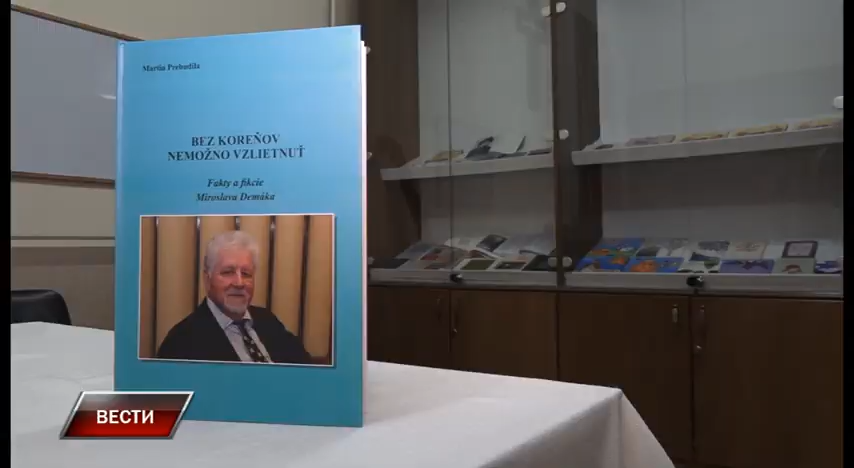 Martin Prebudila
BEZ KOREŇOV
NEMOŽNO VZLIETNUŤ
Fakty a fikcie
Miroslava Demáka
ВЕСТИ